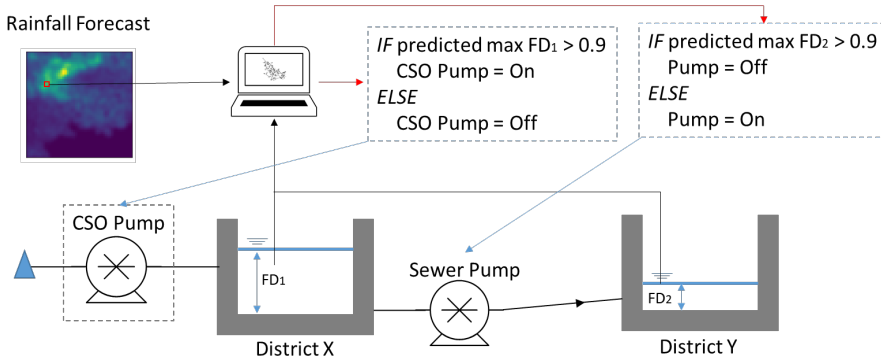 Rainfall Forecast
IF predicted max FD1 > 0.9
CSO Pump = On
ELSE
CSO Pump = Off
IF predicted max FD2 > 0.9
Pump = Off
ELSE
Pump = On
CSO Pump
FD1
Sewer Pump
FD2
District X
District Y